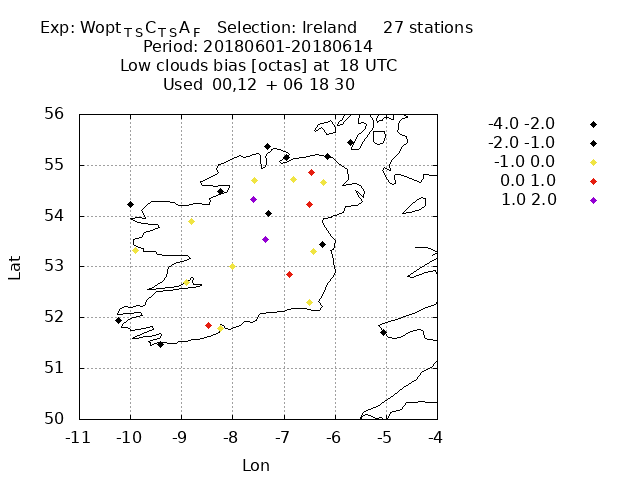 Exp: Wopt_TS C_TS A_F   Selection: Ireland     27 stations
Period: 20180601-20180614
Low clouds bias [octas] at  18 UTC
Used  00,12  + 06 18 30
-4.0 -2.0
-2.0 -1.0
-1.0 0.0
0.0 1.0
1.0 2.0
56
55
54
53
52
51
50
Lat
-11 -10 -9 -8 -7 -6 -5 -4
Lon